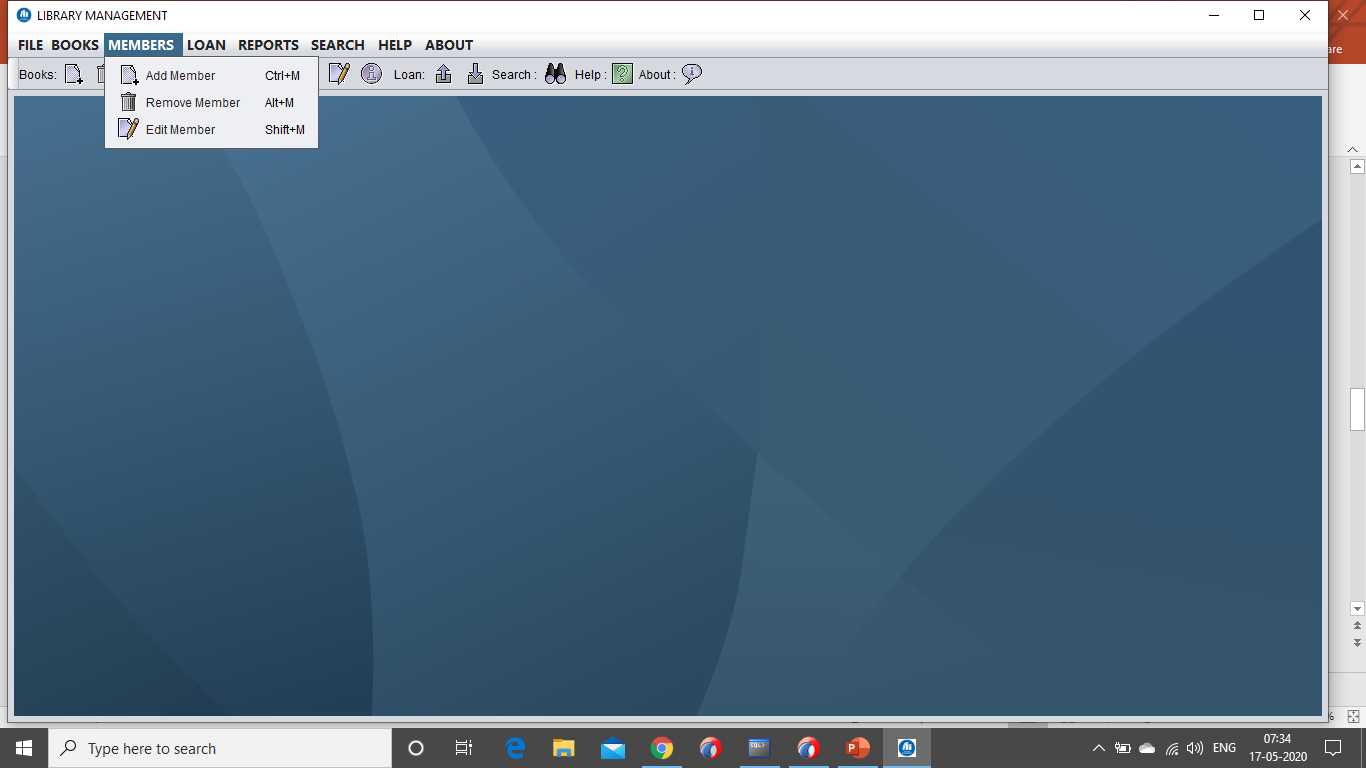 LIBRARY MANAGEMENT
are
FILE BOOKS MEMBERS LOAN REPORTS SEARCH HELP ABOUT
Books: Loan: Search : Help : About :
Add Member Ctrl+M
Remove Member Alt+M
Edit Member Shift+M
%
Type here to search
SQL>
P
ENG
07:34
17-05-2020